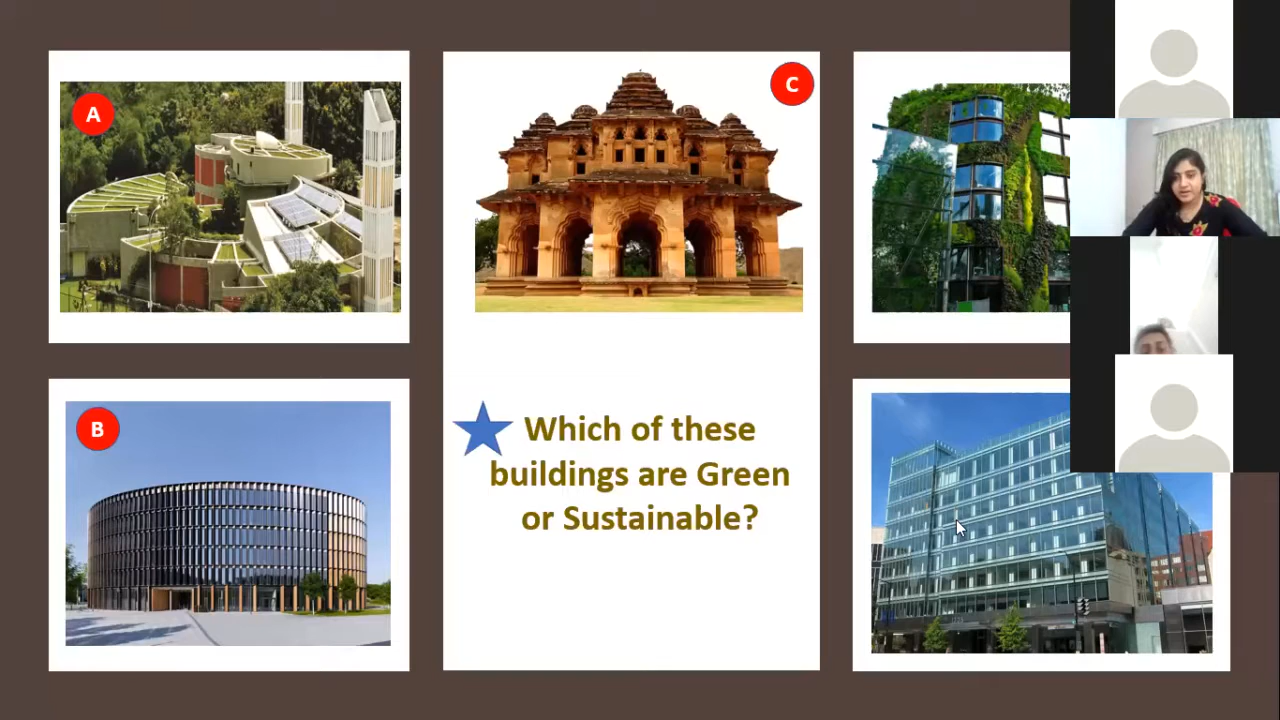 A
C
B
Which of these
buildings are Green
or Sustainable?